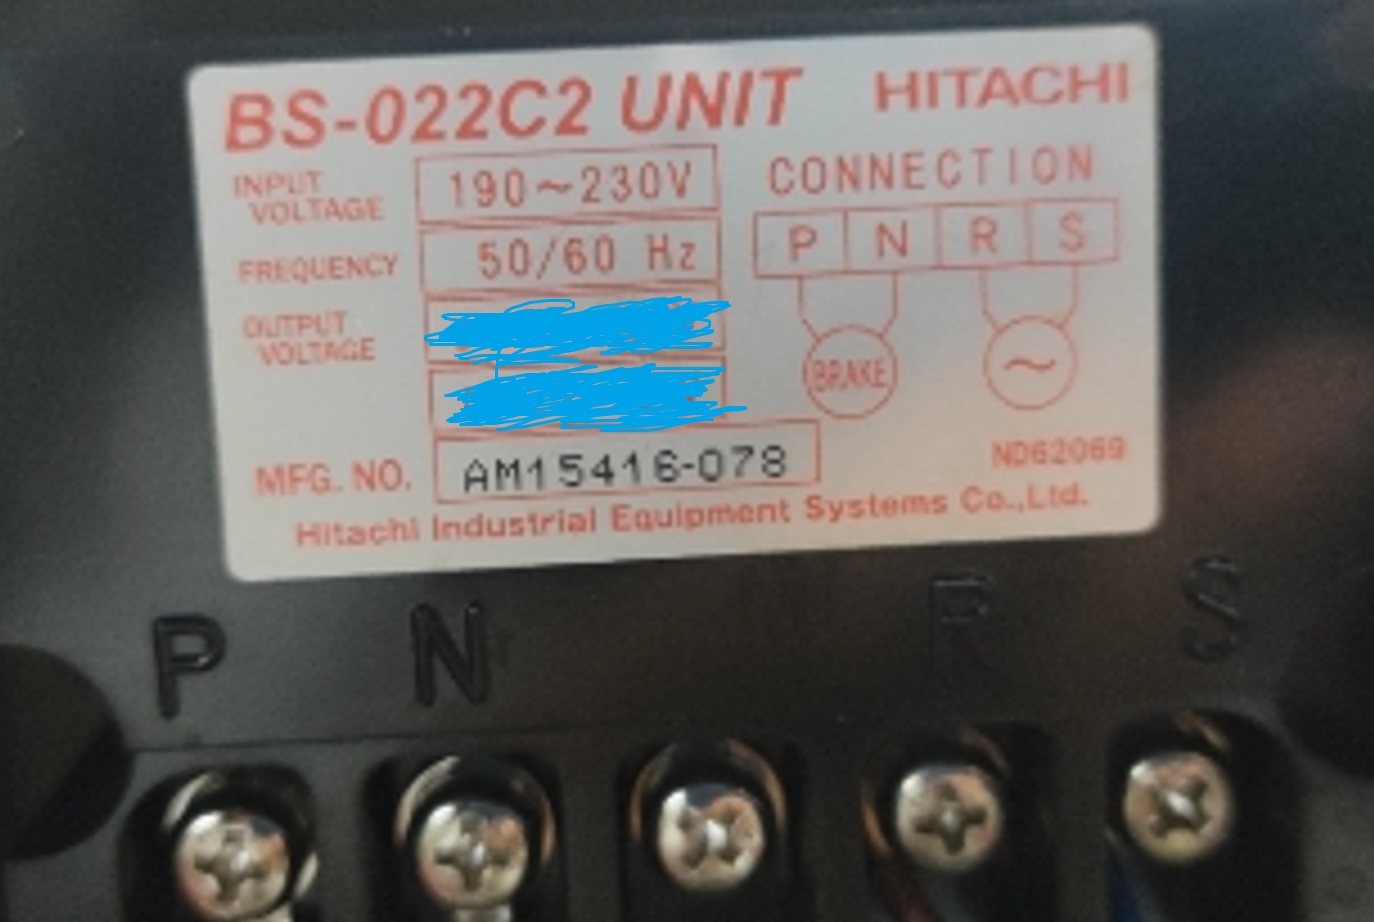 BS-022C2 UNIT HITACHI
INPUT VOLTAGE 190~230V
FREQUENCY 50/60 Hz
OUTPUT VOLTAGE
MFG. NO. AM15416-078
CONNECTION
P N R S
BRAKE ~
ND62069
Hitachi Industrial Equipment Systems Co.,Ltd.
P N R S